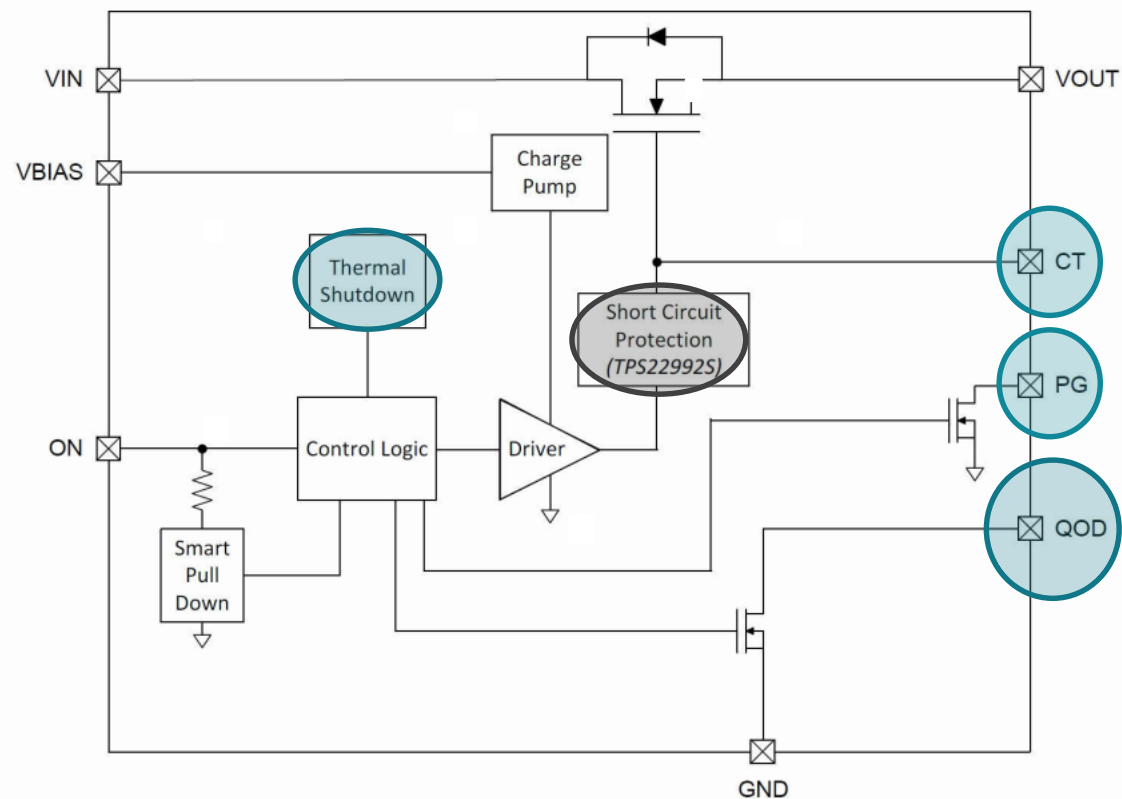 VIN
VOUT
VBIAS
Charge
Pump
Thermal
Shutdown
CT
Short Circuit
Protection
(TPS22992S)
PG
ON
Control Logic
Driver
QOD
Smart
Pull
Down
GND